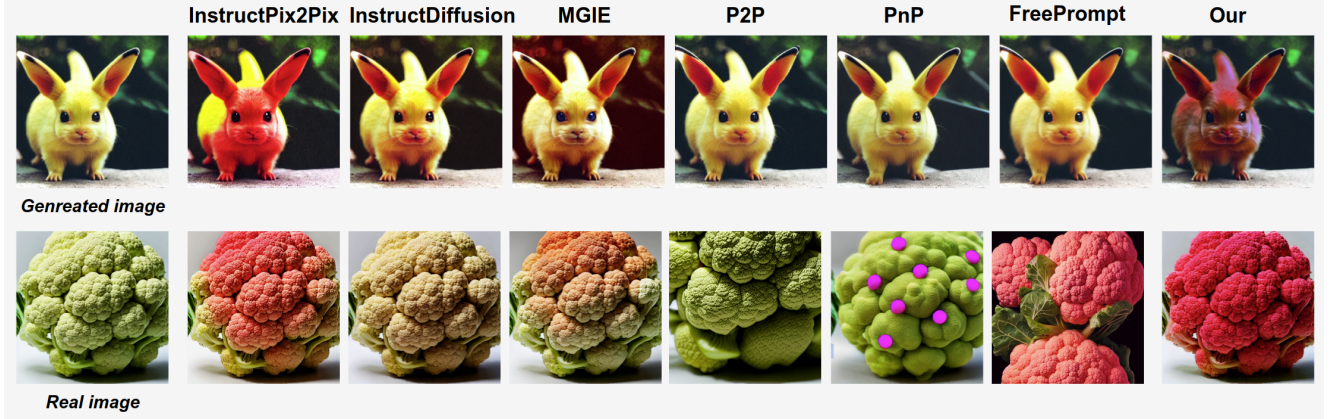 InstructPix2Pix InstructDiffusion MGIE P2P PnP FreePrompt Our
Genreated image
Real image